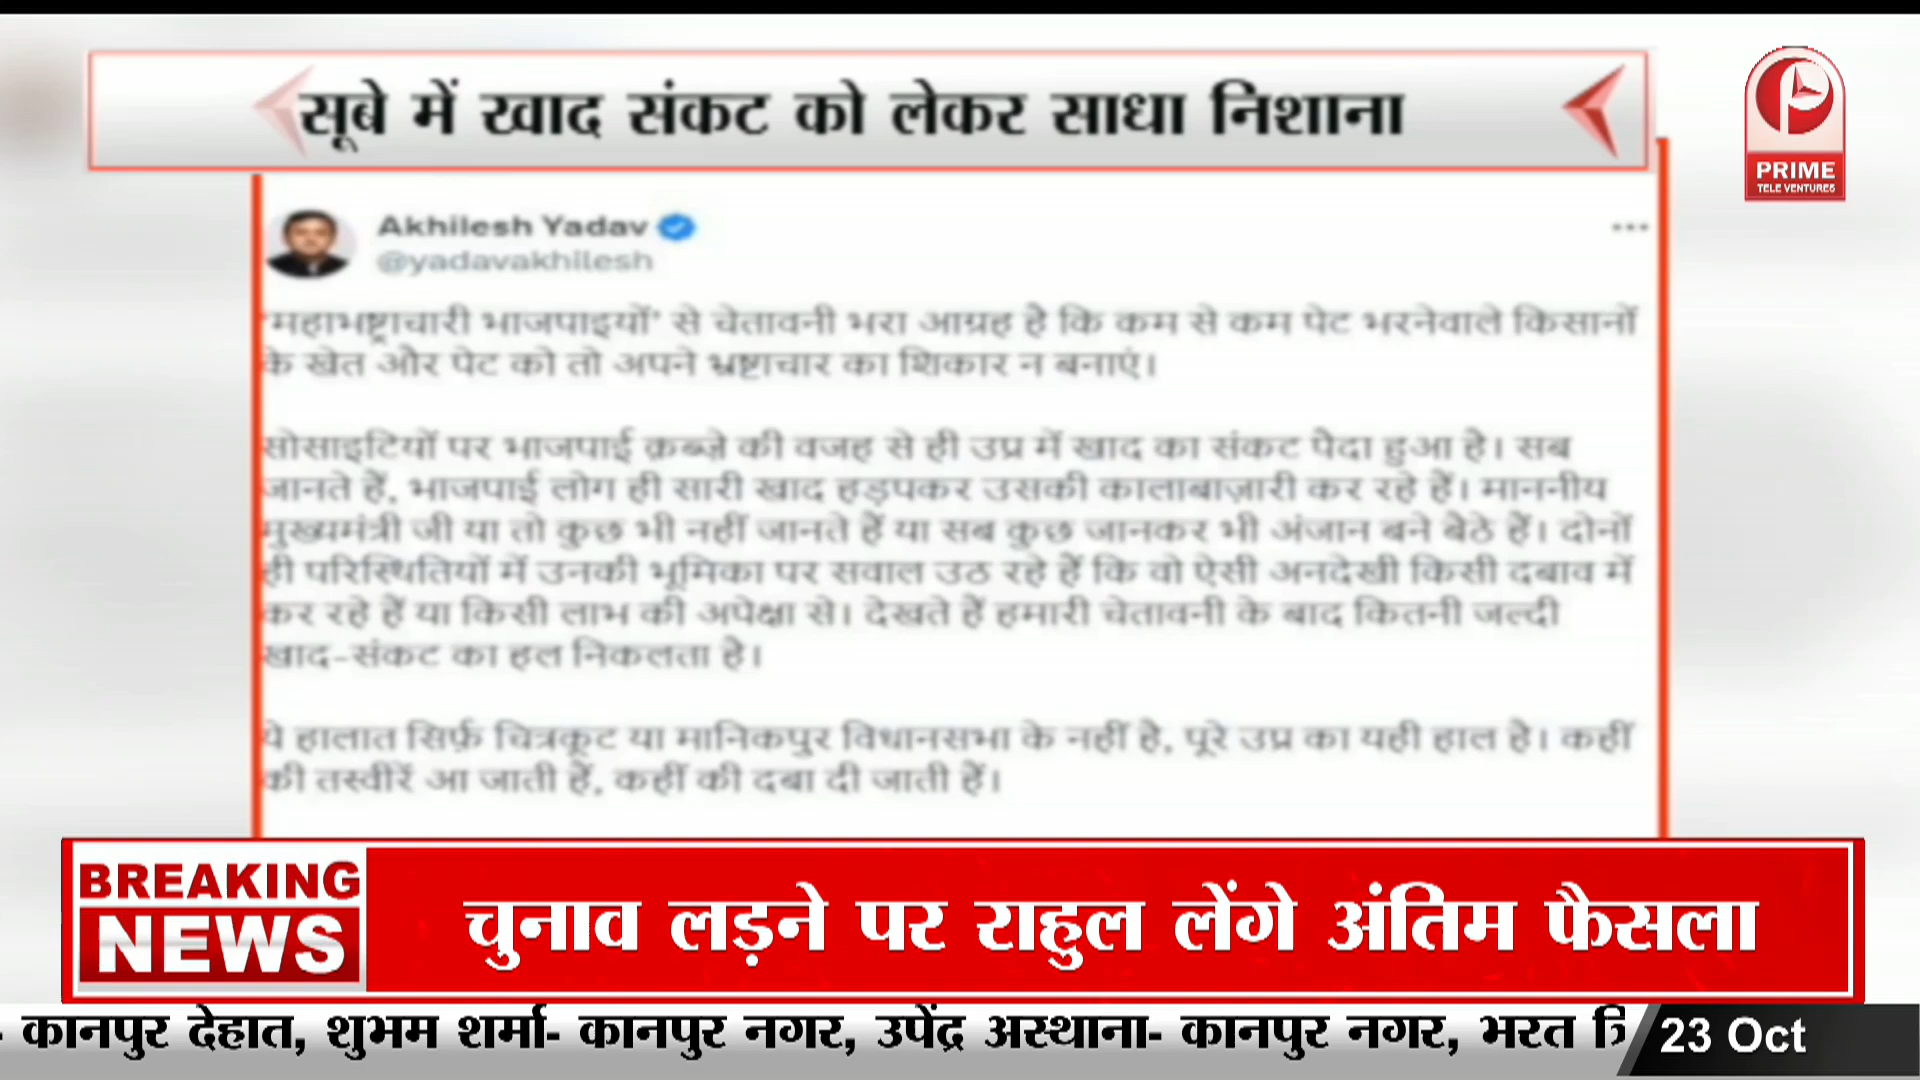 सूबे में खाद संकट को लेकर साधा निशाना
PRIME
TELE VENTURES
Akhilesh Yadav
@yadavakhilesh
'महाभ्रष्टाचारी भाजपाइयों' से चेतावनी भरा आग्रह है कि कम से कम पेट भरनेवाले किसानों
के खेत और पेट को तो अपने भ्रष्टाचार का शिकार न बनाएं।
सोसाइटियों पर भाजपाई क़ब्ज़े की वजह से ही उप्र में खाद का संकट पैदा हुआ है। सब
जानते हैं, भाजपाई लोग ही सारी खाद हड़पकर उसकी कालाबाज़ारी कर रहे हैं। माननीय
मुख्यमंत्री जी या तो कुछ भी नहीं जानते हैं या सब कुछ जानकर भी अंजान बने बैठे हैं। दोनों
ही परिस्थितियों में उनकी भूमिका पर सवाल उठ रहे हैं कि वो ऐसी अनदेखी किसी दबाव में
कर रहे हैं या किसी लाभ की अपेक्षा से। देखते हैं हमारी चेतावनी के बाद कितनी जल्दी
खाद-संकट का हल निकलता है।
ये हालात सिर्फ़ चित्रकूट या मानिकपुर विधानसभा के नहीं है, पूरे उप्र का यही हाल है। कहीं
की तस्वीरें आ जाती हैं, कहीं की दबा दी जाती हैं।
BREAKING
NEWS
चुनाव लड़ने पर राहुल लेंगे अंतिम फैसला
- कानपुर देहात, शुभम शर्मा- कानपुर नगर, उपेंद्र अस्थाना- कानपुर नगर, भरत
23 Oct